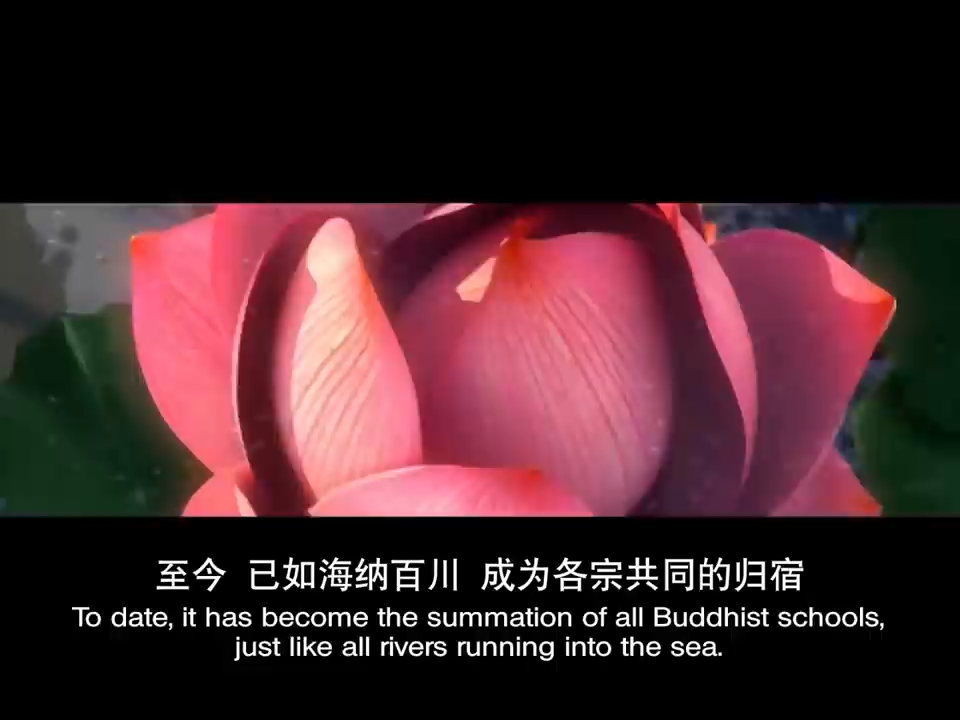 至今 已如海纳百川 成为各宗共同的归宿
To date, it has become the summation of all Buddhist schools,
just like all rivers running into the sea.